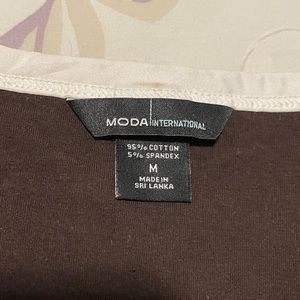 MODA INTERNATIONAL
95% COTTON
5% SPANDEX
M
MADE IN
SRI LANKA